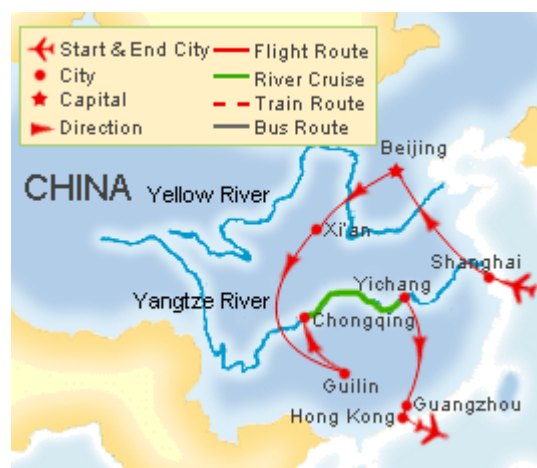 Start & End City
Flight Route
City
River Cruise
Capital
Train Route
Direction
Bus Route
Beijing
CHINA
Yellow River
Xi'an
Shanghai
Yichang
Yangtze River
Chongqing
Guilin
Guangzhou
Hong Kong